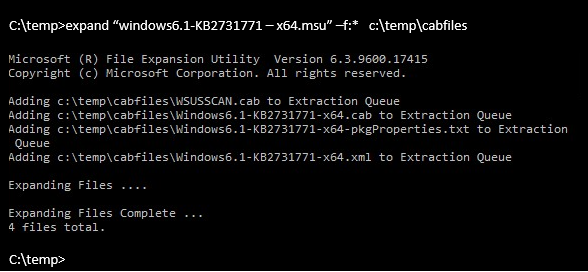 C:\temp>expand “windows6.1-KB2731771 – x64.msu” –f:*   c:\temp\cabfiles
Microsoft (R) File Expansion Utility  Version 6.3.9600.17415
Copyright (c) Microsoft Corporation. All rights reserved.
Adding c:\temp\cabfiles\WSUSSCAN.cab to Extraction Queue
Adding c:\temp\cabfiles\Windows6.1-KB2731771-x64.cab to Extraction Queue
Adding c:\temp\cabfiles\Windows6.1-KB2731771-x64-pkgProperties.txt to Extraction
 Queue
Adding c:\temp\cabfiles\Windows6.1-KB2731771-x64.xml to Extraction Queue
Expanding Files ....
Expanding Files Complete ...
4 files total.
C:\temp>